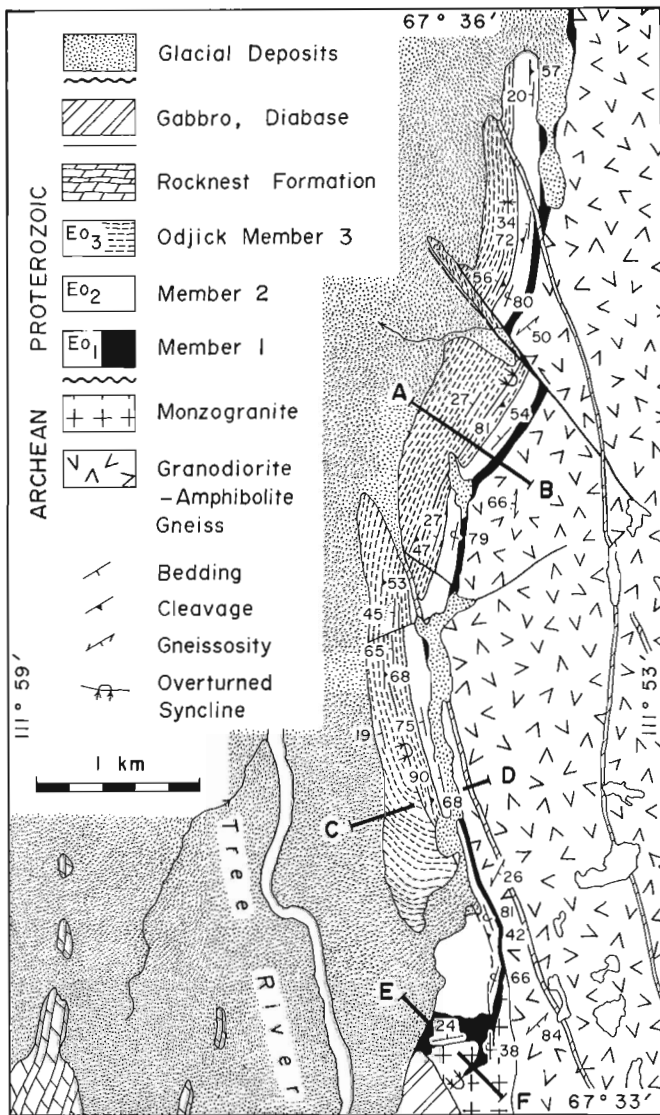 67° 36′
Glacial Deposits
Gabbro, Diabase
Rocknest Formation
Eo3 Odjick Member 3
Eo2 Member 2
Eo1 Member 1
Monzogranite
Granodiorite
–Amphibolite
Gneiss
PROTEROZOIC
ARCHEAN
Bedding
Cleavage
Gneissosity
Overturned
Syncline
1 km
111° 59′
111° 53′
57
20
34
72
56
80
50
A
27
54
81
B
66
27
79
47
53
45
65
68
19
75
90
D
C
68
Tree
River
26
81
42
66
E
24
38
84
F
67° 33′